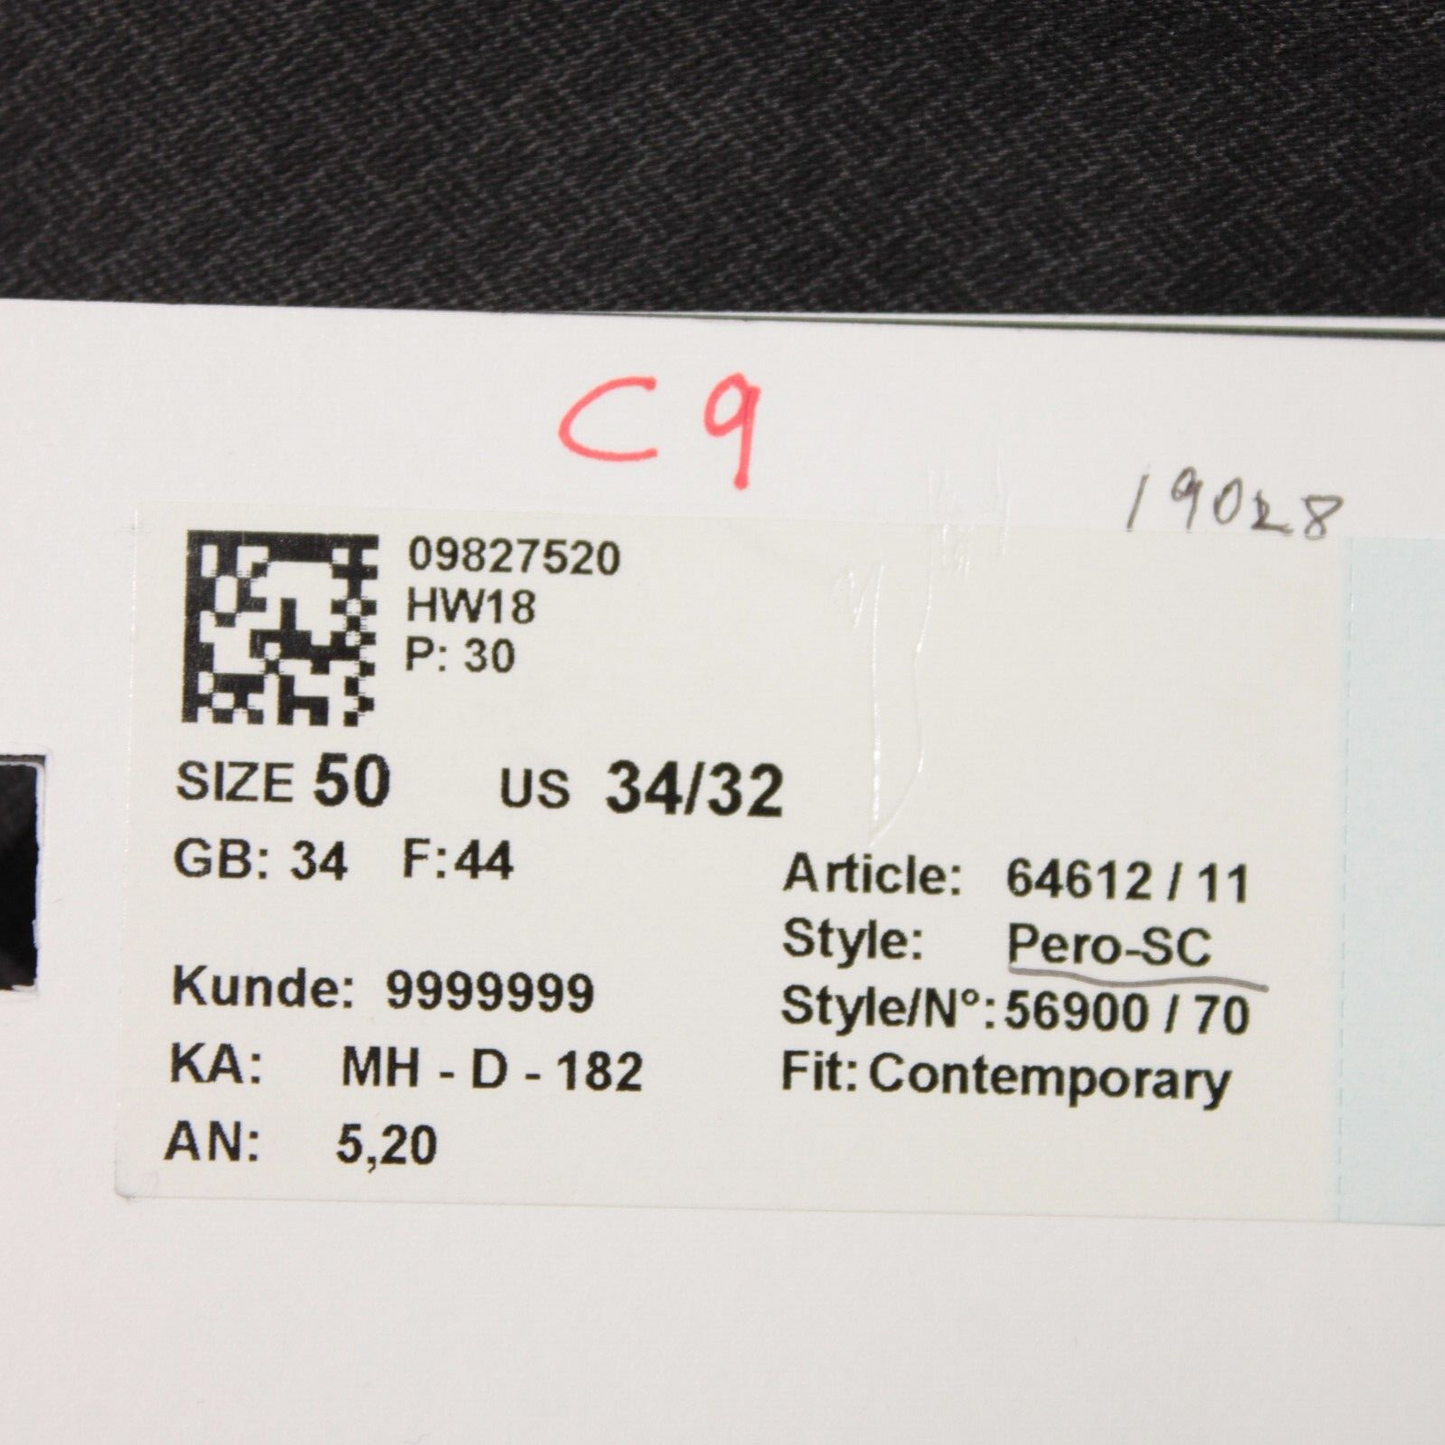 C9
19028
09827520
HW18
P: 30
SIZE 50 US 34/32
GB: 34 F:44
Kunde: 9999999
KA: MH - D - 182
AN: 5,20
Article: 64612 / 11
Style: Pero-SC
Style/N°: 56900 / 70
Fit: Contemporary